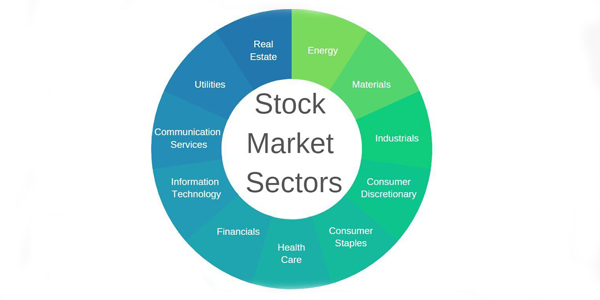 Stock
Market
Sectors
Energy
Materials
Industrials
Consumer
Discretionary
Consumer
Staples
Health
Care
Financials
Information
Technology
Communication
Services
Utilities
Real
Estate